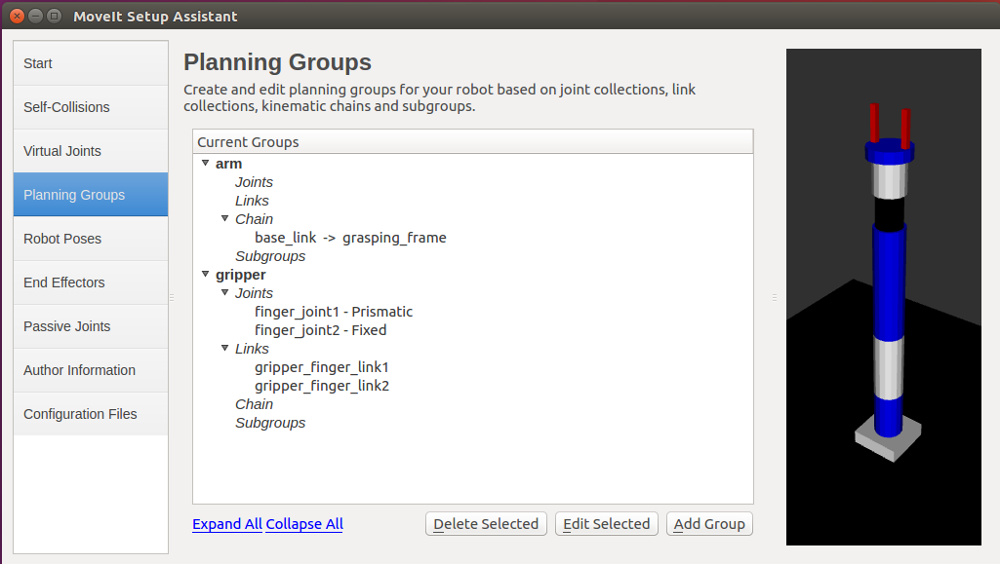 MoveIt Setup Assistant
Start
Self-Collisions
Virtual Joints
Planning Groups
Robot Poses
End Effectors
Passive Joints
Author Information
Configuration Files
Planning Groups
Create and edit planning groups for your robot based on joint collections, link
collections, kinematic chains and subgroups.
Current Groups
arm
Joints
Links
Chain
base_link -> grasping_frame
Subgroups
gripper
Joints
finger_joint1 - Prismatic
finger_joint2 - Fixed
Links
gripper_finger_link1
gripper_finger_link2
Chain
Subgroups
Expand All Collapse All
Delete Selected
Edit Selected
Add Group